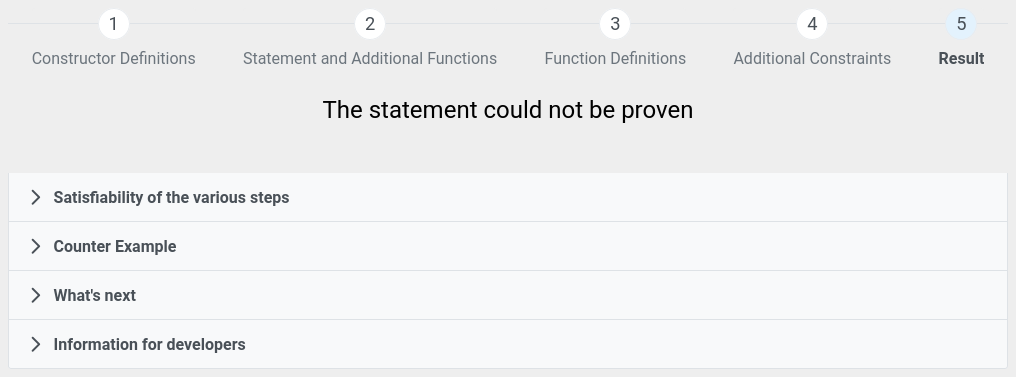 1 2 3 4 5
Constructor Definitions Statement and Additional Functions Function Definitions Additional Constraints Result
The statement could not be proven
Satisfiability of the various steps
Counter Example
What's next
Information for developers